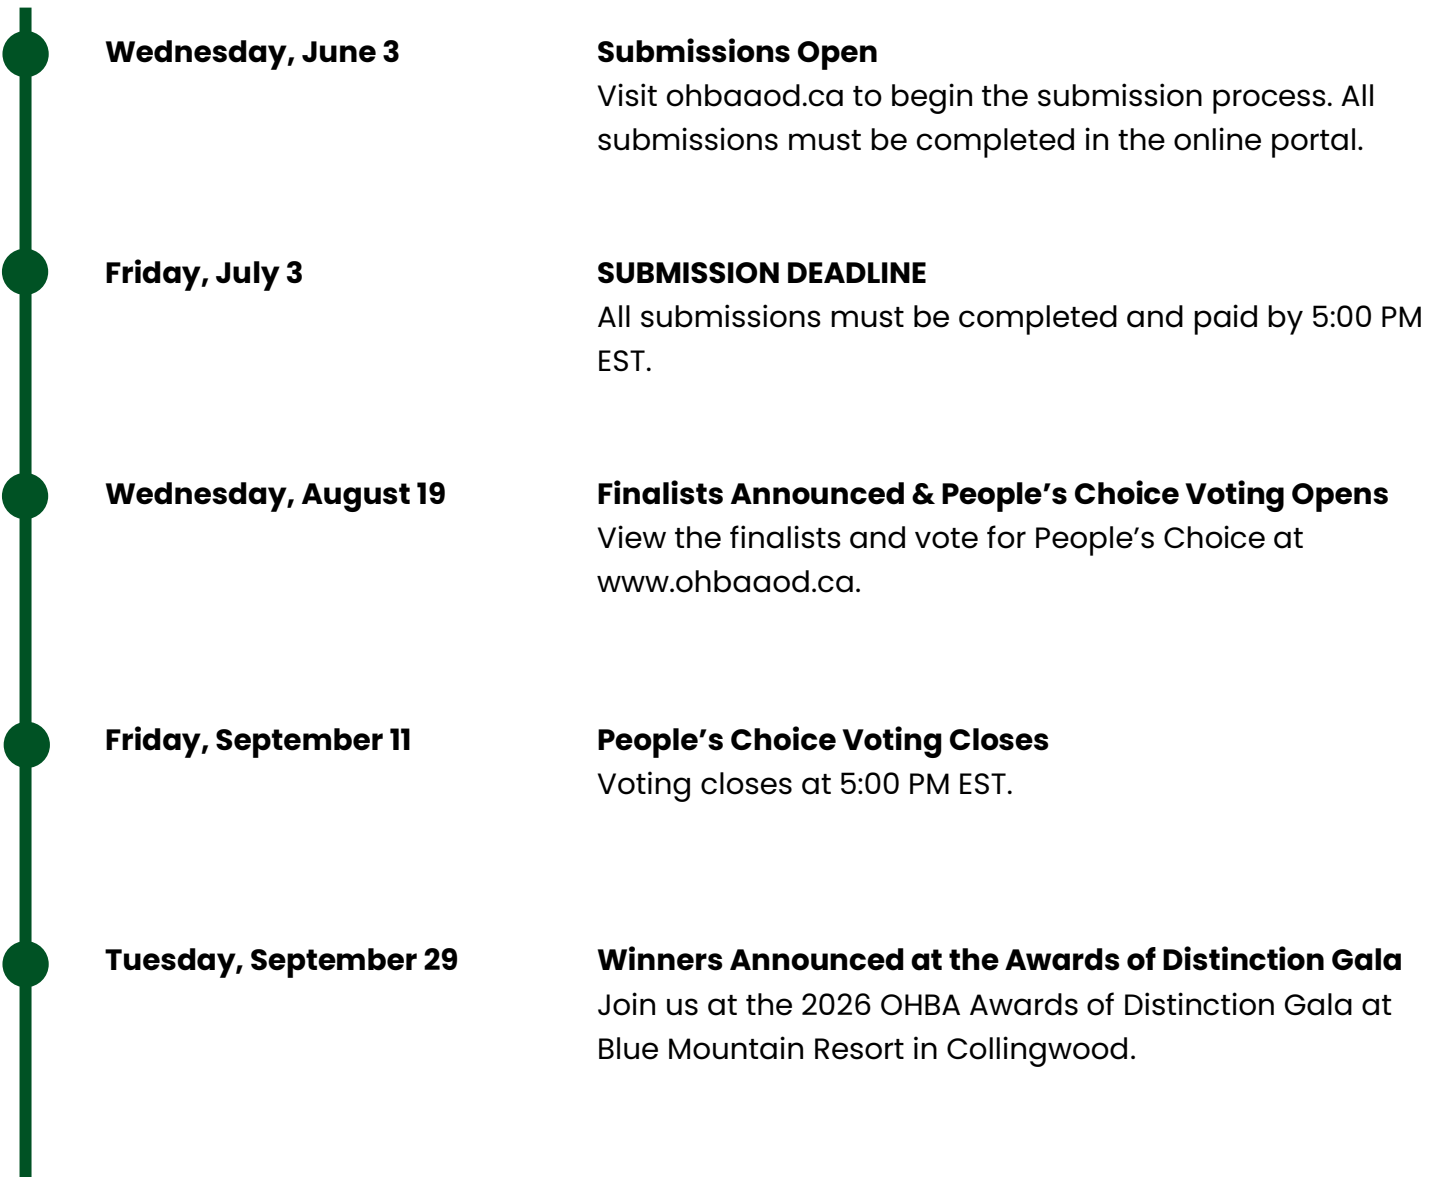 Wednesday, June 3
Submissions Open
Visit ohbaaod.ca to begin the submission process. All
submissions must be completed in the online portal.
Friday, July 3
SUBMISSION DEADLINE
All submissions must be completed and paid by 5:00 PM
EST.
Wednesday, August 19
Finalists Announced & People’s Choice Voting Opens
View the finalists and vote for People’s Choice at
www.ohbaaod.ca.
Friday, September 11
People’s Choice Voting Closes
Voting closes at 5:00 PM EST.
Tuesday, September 29
Winners Announced at the Awards of Distinction Gala
Join us at the 2026 OHBA Awards of Distinction Gala at
Blue Mountain Resort in Collingwood.